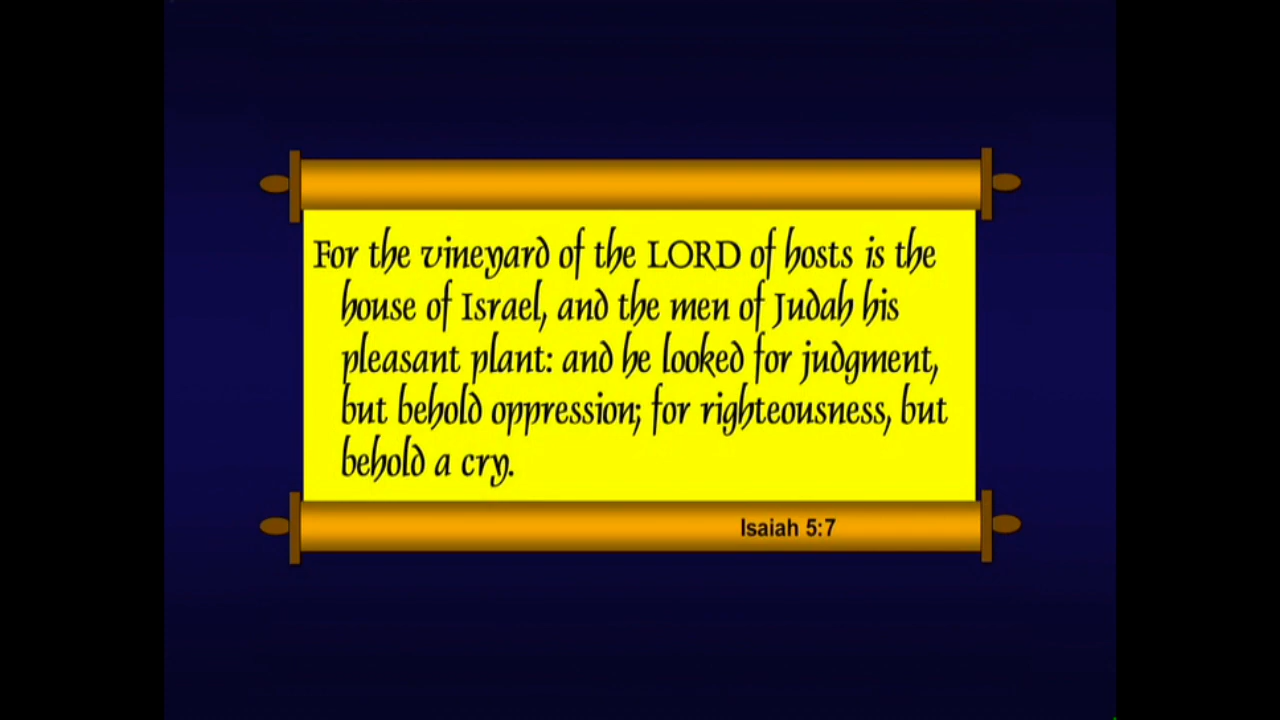 For the vineyard of the LORD of hosts is the
house of Israel, and the men of Judah his
pleasant plant: and he looked for judgment,
but behold oppression; for righteousness, but
behold a cry.
Isaiah 5:7